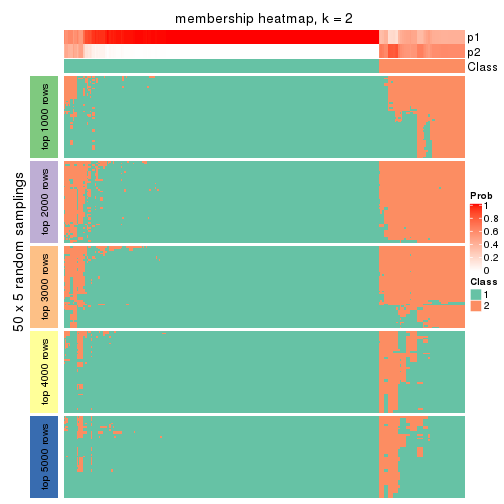 membership heatmap, k = 2
p1
p2
Class
50 x 5 random samplings
top 1000 rows
top 2000 rows
top 3000 rows
top 4000 rows
top 5000 rows
Prob
1
0.8
0.6
0.4
0.2
0
Class
1
2